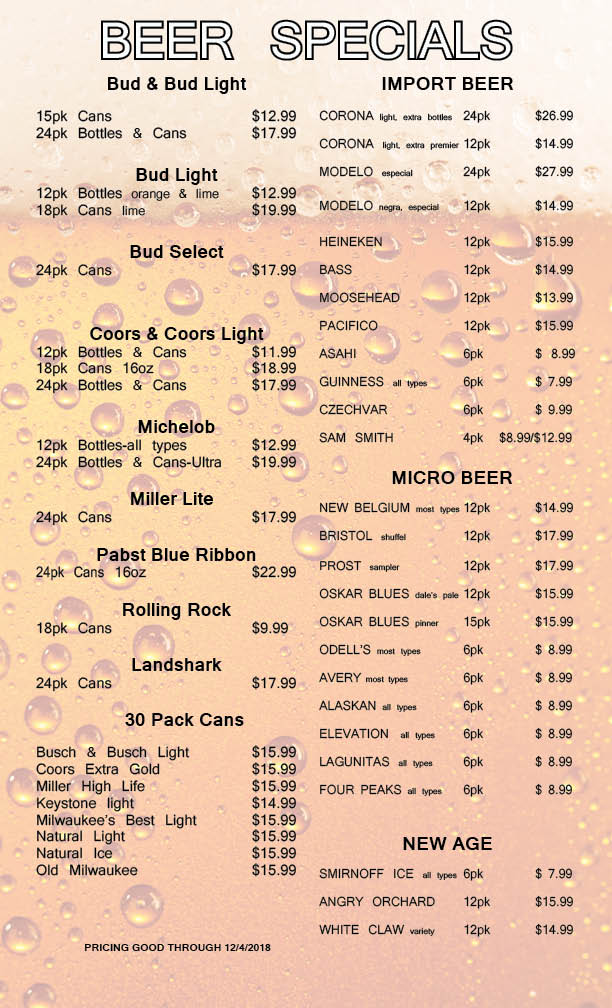 BEER SPECIALS
Bud & Bud Light
15pk Cans $12.99
24pk Bottles & Cans $17.99
Bud Light
12pk Bottles orange & lime $12.99
18pk Cans lime $19.99
Bud Select
24pk Cans $17.99
Coors & Coors Light
12pk Bottles & Cans $11.99
18pk Cans 16oz $18.99
24pk Bottles & Cans $17.99
Michelob
12pk Bottles-all types $12.99
24pk Bottles & Cans-Ultra $19.99
Miller Lite
24pk Cans $17.99
Pabst Blue Ribbon
24pk Cans 16oz $22.99
Rolling Rock
18pk Cans $9.99
Landshark
24pk Cans $17.99
30 Pack Cans
Busch & Busch Light $15.99
Coors Extra Gold $15.99
Miller High Life $15.99
Keystone light $14.99
Milwaukee's Best Light $15.99
Natural Light $15.99
Natural Ice $15.99
Old Milwaukee $15.99
PRICING GOOD THROUGH 12/4/2018
IMPORT BEER
CORONA light, extra bottles 24pk $26.99
CORONA light, extra premier 12pk $14.99
MODELO especial 24pk $27.99
MODELO negra, especial 12pk $14.99
HEINEKEN 12pk $15.99
BASS 12pk $14.99
MOOSEHEAD 12pk $13.99
PACIFICO 12pk $15.99
ASAHI 6pk $ 8.99
GUINNESS all types 6pk $ 7.99
CZECHVAR 6pk $ 9.99
SAM SMITH 4pk $8.99/$12.99
MICRO BEER
NEW BELGIUM most types 12pk $14.99
BRISTOL shuffel 12pk $17.99
PROST sampler 12pk $17.99
OSKAR BLUES dale's pale 12pk $15.99
OSKAR BLUES pinner 15pk $15.99
ODELL'S most types 6pk $ 8.99
AVERY most types 6pk $ 8.99
ALASKAN all types 6pk $ 8.99
ELEVATION all types 6pk $ 8.99
LAGUNITAS all types 6pk $ 8.99
FOUR PEAKS all types 6pk $ 8.99
NEW AGE
SMIRNOFF ICE all types 6pk $ 7.99
ANGRY ORCHARD 12pk $15.99
WHITE CLAW variety 12pk $14.99